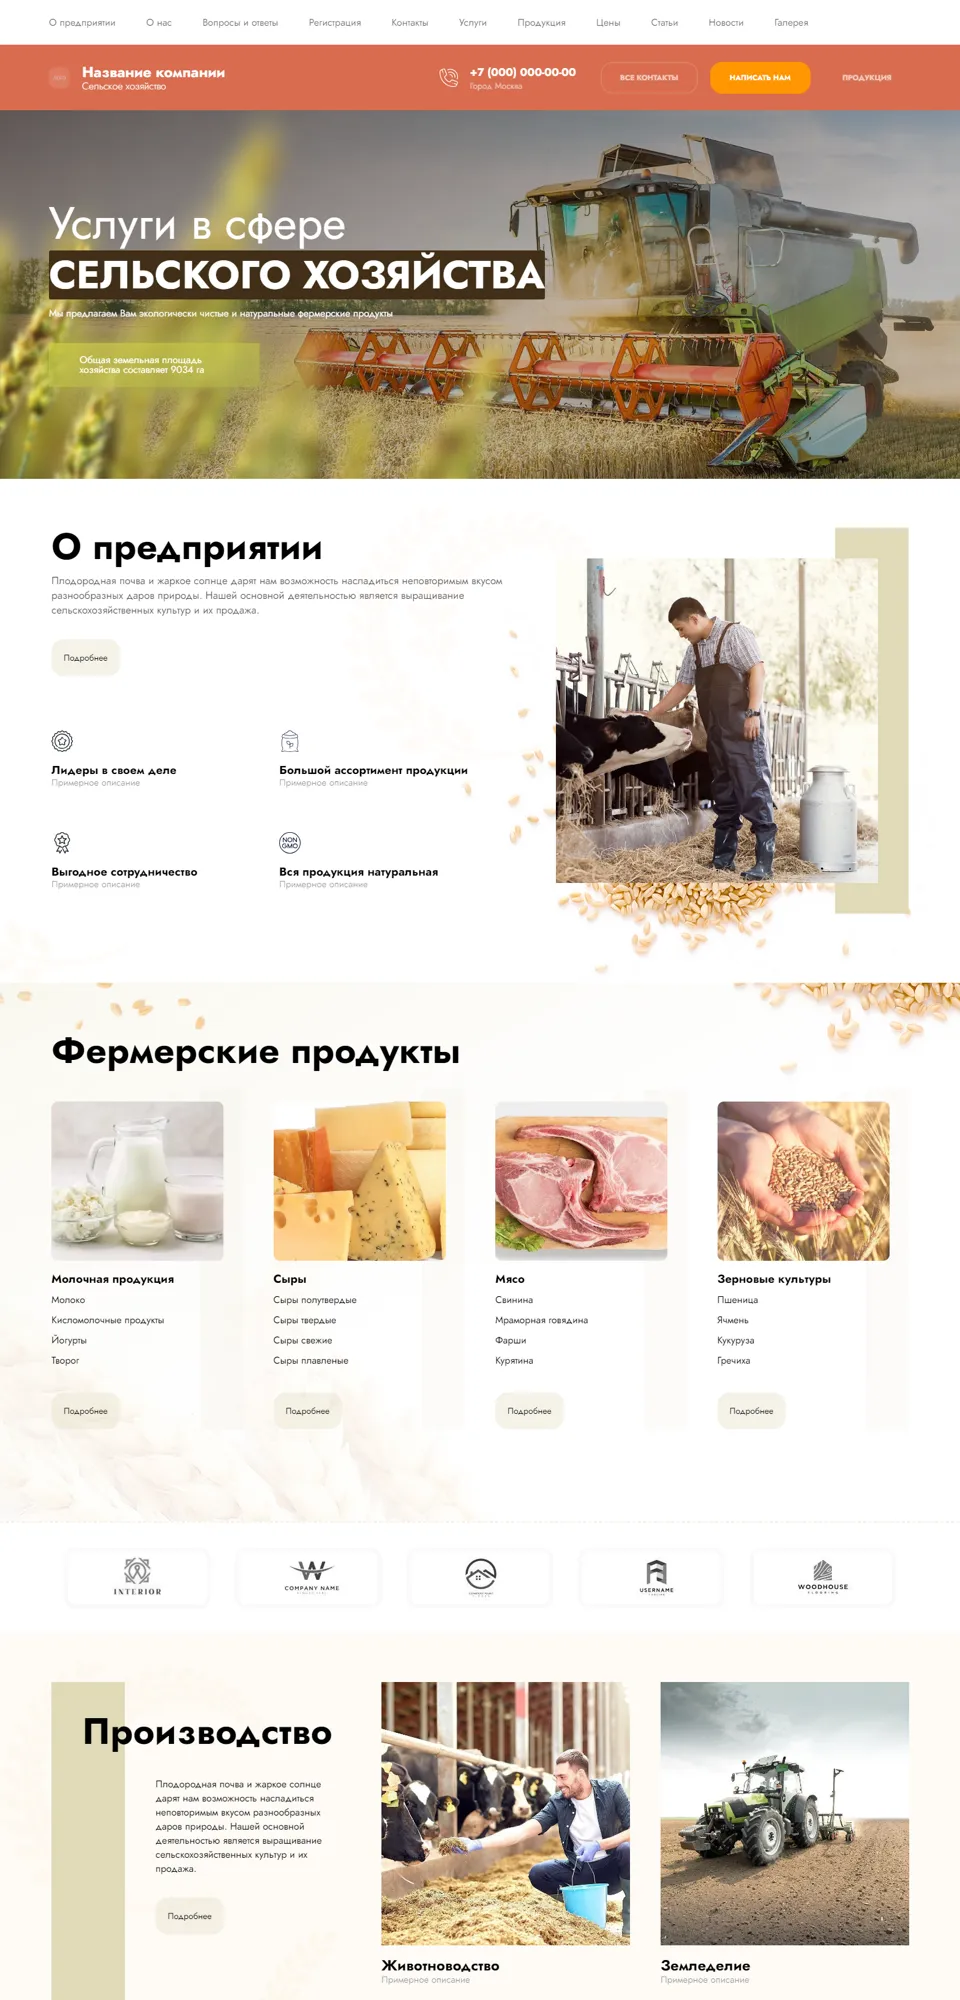 О предприятии
О нас
Вопросы и ответы
Регистрация
Контакты
Услуги
Продукция
Цены
Статьи
Новости
Галерея
Название компании
Сельское хозяйство
+7 (000) 000-00-00
Город Москва
ВСЕ КОНТАКТЫ
НАПИСАТЬ НАМ
ПРОДУКЦИЯ
Услуги в сфере
СЕЛЬСКОГО ХОЗЯЙСТВА
Мы предлагаем Вам экологически чистые и натуральные фермерские продукты
Общая земельная площадь
хозяйства составляет 9034 га
О предприятии
Плодородная почва и жаркое солнце дарят нам возможность насладиться неповторимым вкусом
разнообразных даров природы. Нашей основной деятельностью является выращивание
сельскохозяйственных культур и их продажа.
Подробнее
Лидеры в своем деле
Примерное описание
Большой ассортимент продукции
Примерное описание
Выгодное сотрудничество
Примерное описание
NON
GMO
Вся продукция натуральная
Примерное описание
Фермерские продукты
Молочная продукция
Молоко
Кисломолочные продукты
Йогурты
Творог
Подробнее
Сыры
Сыры полутвердые
Сыры твердые
Сыры свежие
Сыры плавленые
Подробнее
Мясо
Свинина
Мраморная говядина
Фарши
Курятина
Подробнее
Зерновые культуры
Пшеница
Ячмень
Кукуруза
Гречиха
Подробнее
INTERIOR
COMPANY NAME
USERNAME
WOODHOUSE
FLOORING
Производство
Плодородная почва и жаркое солнце
дарят нам возможность насладиться
неповторимым вкусом разнообразных
даров природы. Нашей основной
деятельностью является выращивание
сельскохозяйственных культур и их
продажа.
Подробнее
Животноводство
Примерное описание
Земледелие
Примерное описание